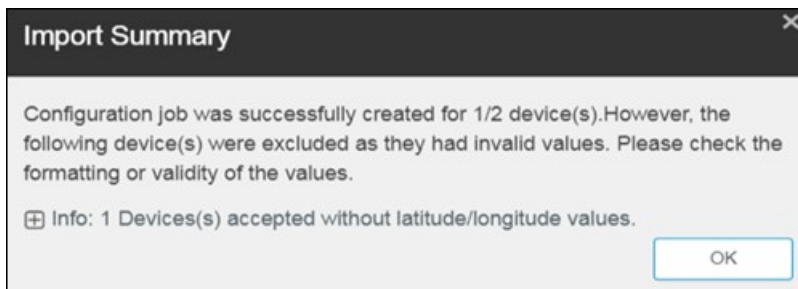 Import Summary
Configuration job was successfully created for 1/2 device(s).However, the
following device(s) were excluded as they had invalid values. Please check the
formatting or validity of the values.
Info: 1 Devices(s) accepted without latitude/longitude values.
OK